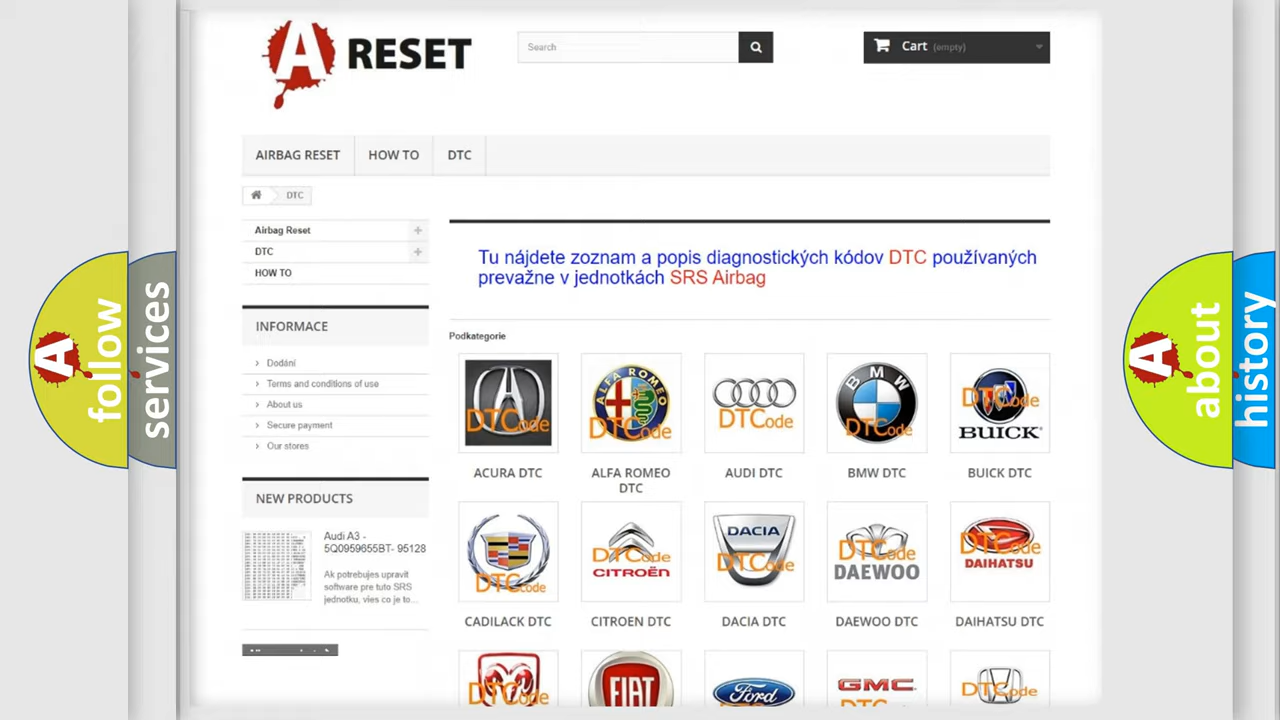 A RESET
Search
Cart (empty)
AIRBAG RESET
HOW TO
DTC
DTC
Airbag Reset
DTC
HOW TO
INFORMACE
Dodání
Terms and conditions of use
About us
Secure payment
Our stores
NEW PRODUCTS
Audi A3 -
5Q0959655BT- 95128
Ak potrebujes upravit
software pre tuto SRS
jednotku, vies co je to...
Tu nájdete zoznam a popis diagnostických kódov DTC používaných
prevažne v jednotkách SRS Airbag
Podkategorie
DTCode
ALFA ROMEO
DTCode
DTCode
BMW
DTCode
DTCode
BUICK
ACURA DTC
ALFA ROMEO
DTC
AUDI DTC
BMW DTC
BUICK DTC
DTCode
DTCode
CITROËN
DACIA
DTCode
DTCode
DAEWOO
DTCode
DAIHATSU
CADILACK DTC
CITROEN DTC
DACIA DTC
DAEWOO DTC
DAIHATSU DTC
DTCode
FIAT
Ford
GMC
DTCode
A follow
services
A about
history